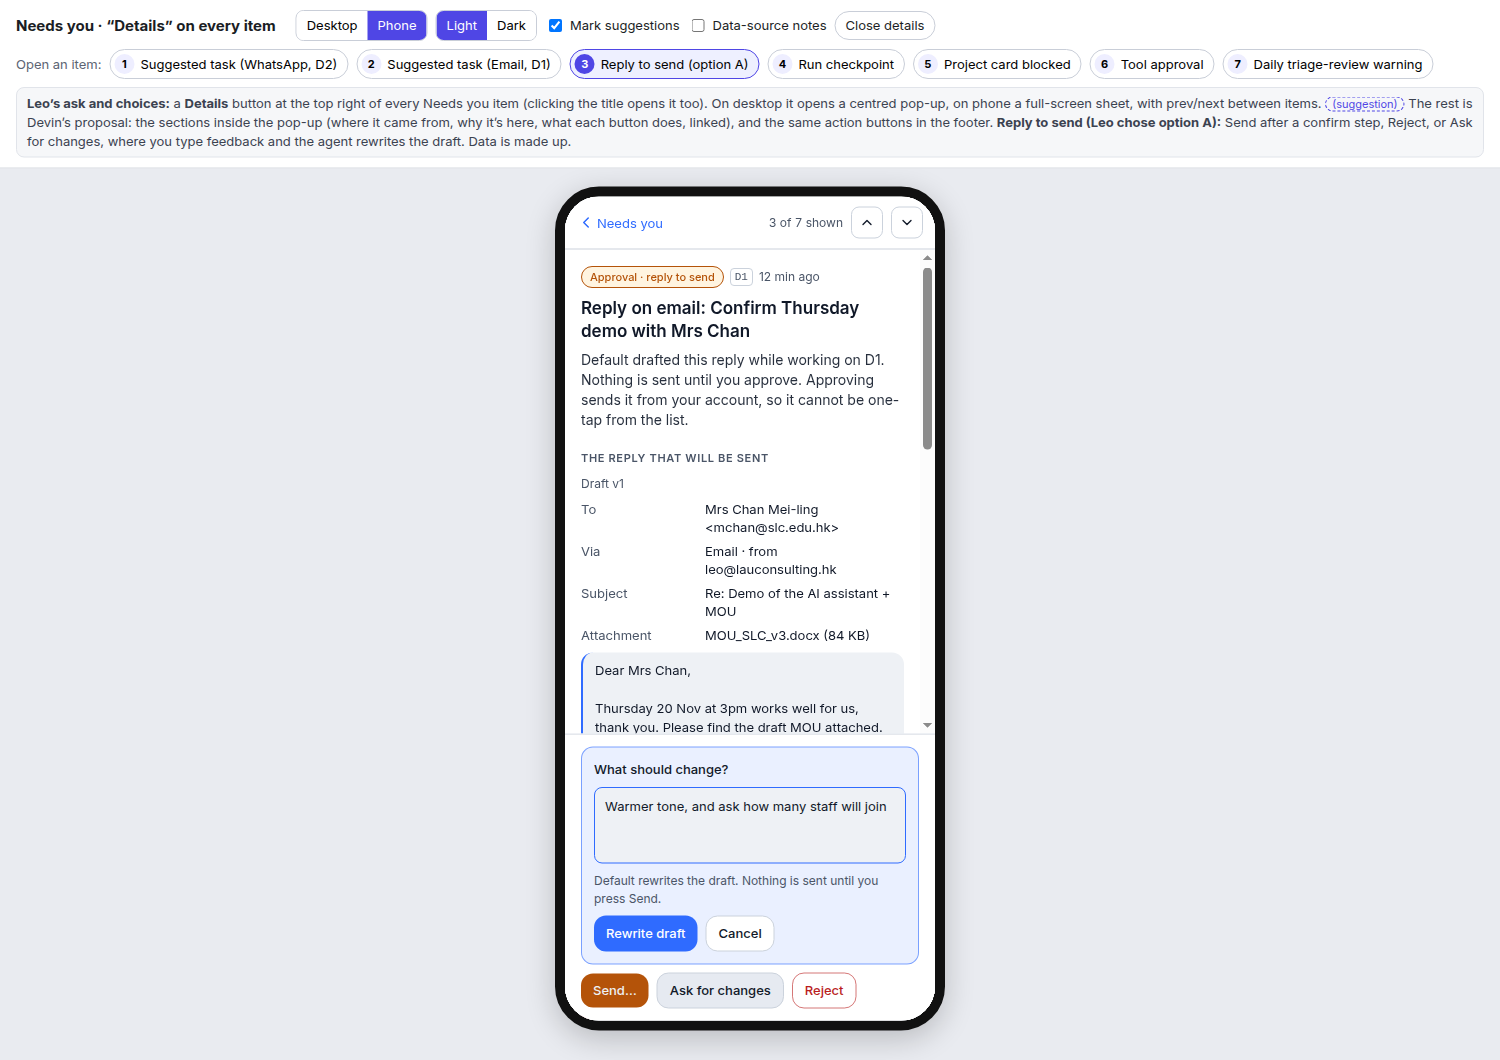 Needs you · “Details” on every item
Desktop Phone Light Dark Mark suggestions Data-source notes Close details
Open an item: 1 Suggested task (WhatsApp, D2) 2 Suggested task (Email, D1) 3 Reply to send (option A) 4 Run checkpoint 5 Project card blocked 6 Tool approval 7 Daily triage-review warning
Leo’s ask and choices: a Details button at the top right of every Needs you item (clicking the title opens it too). On desktop it opens a centred pop-up, on phone a full-screen sheet, with prev/next between items. (suggestion) The rest is
Devin’s proposal: the sections inside the pop-up (where it came from, why it’s here, what each button does, linked), and the same action buttons in the footer. Reply to send (Leo chose option A): Send after a confirm step, Reject, or Ask
for changes, where you type feedback and the agent rewrites the draft. Data is made up.
Needs you 3 of 7 shown
Approval · reply to send D1 12 min ago
Reply on email: Confirm Thursday
demo with Mrs Chan
Default drafted this reply while working on D1.
Nothing is sent until you approve. Approving
sends it from your account, so it cannot be one-
tap from the list.
THE REPLY THAT WILL BE SENT
Draft v1
To Mrs Chan Mei-ling
<mchan@slc.edu.hk>
Via Email · from
leo@lauconsulting.hk
Subject Re: Demo of the AI assistant +
MOU
Attachment MOU_SLC_v3.docx (84 KB)
Dear Mrs Chan,
Thursday 20 Nov at 3pm works well for us,
thank you. Please find the draft MOU attached.
What should change?
Warmer tone, and ask how many staff will join
Default rewrites the draft. Nothing is sent until you
press Send.
Rewrite draft Cancel
Send... Ask for changes Reject